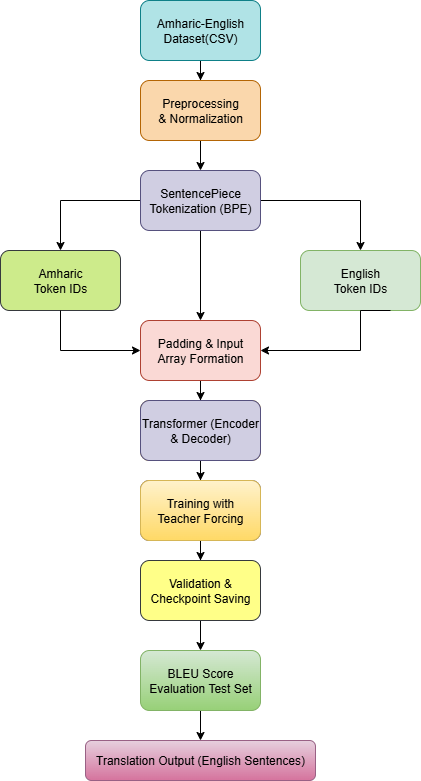 Amharic-English
Dataset(CSV)
Preprocessing
& Normalization
SentencePiece
Tokenization (BPE)
Amharic
Token IDs
English
Token IDs
Padding & Input
Array Formation
Transformer (Encoder
& Decoder)
Training with
Teacher Forcing
Validation &
Checkpoint Saving
BLEU Score
Evaluation Test Set
Translation Output (English Sentences)